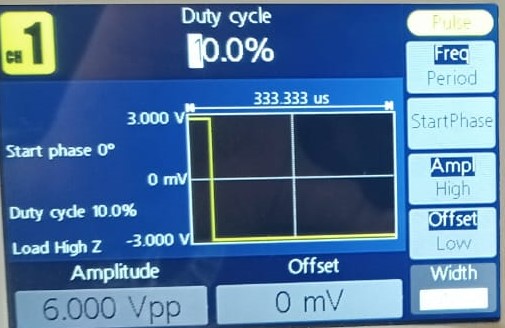 CH 1
Duty cycle
10.0%
Pulse
Freq
Period
StartPhase
Ampl
High
Offset
Low
Width
333.333 us
3.000 V
Start phase 0°
0 mV
Duty cycle 10.0%
Load High Z
-3.000 V
Amplitude
Offset
6.000 Vpp
0 mV